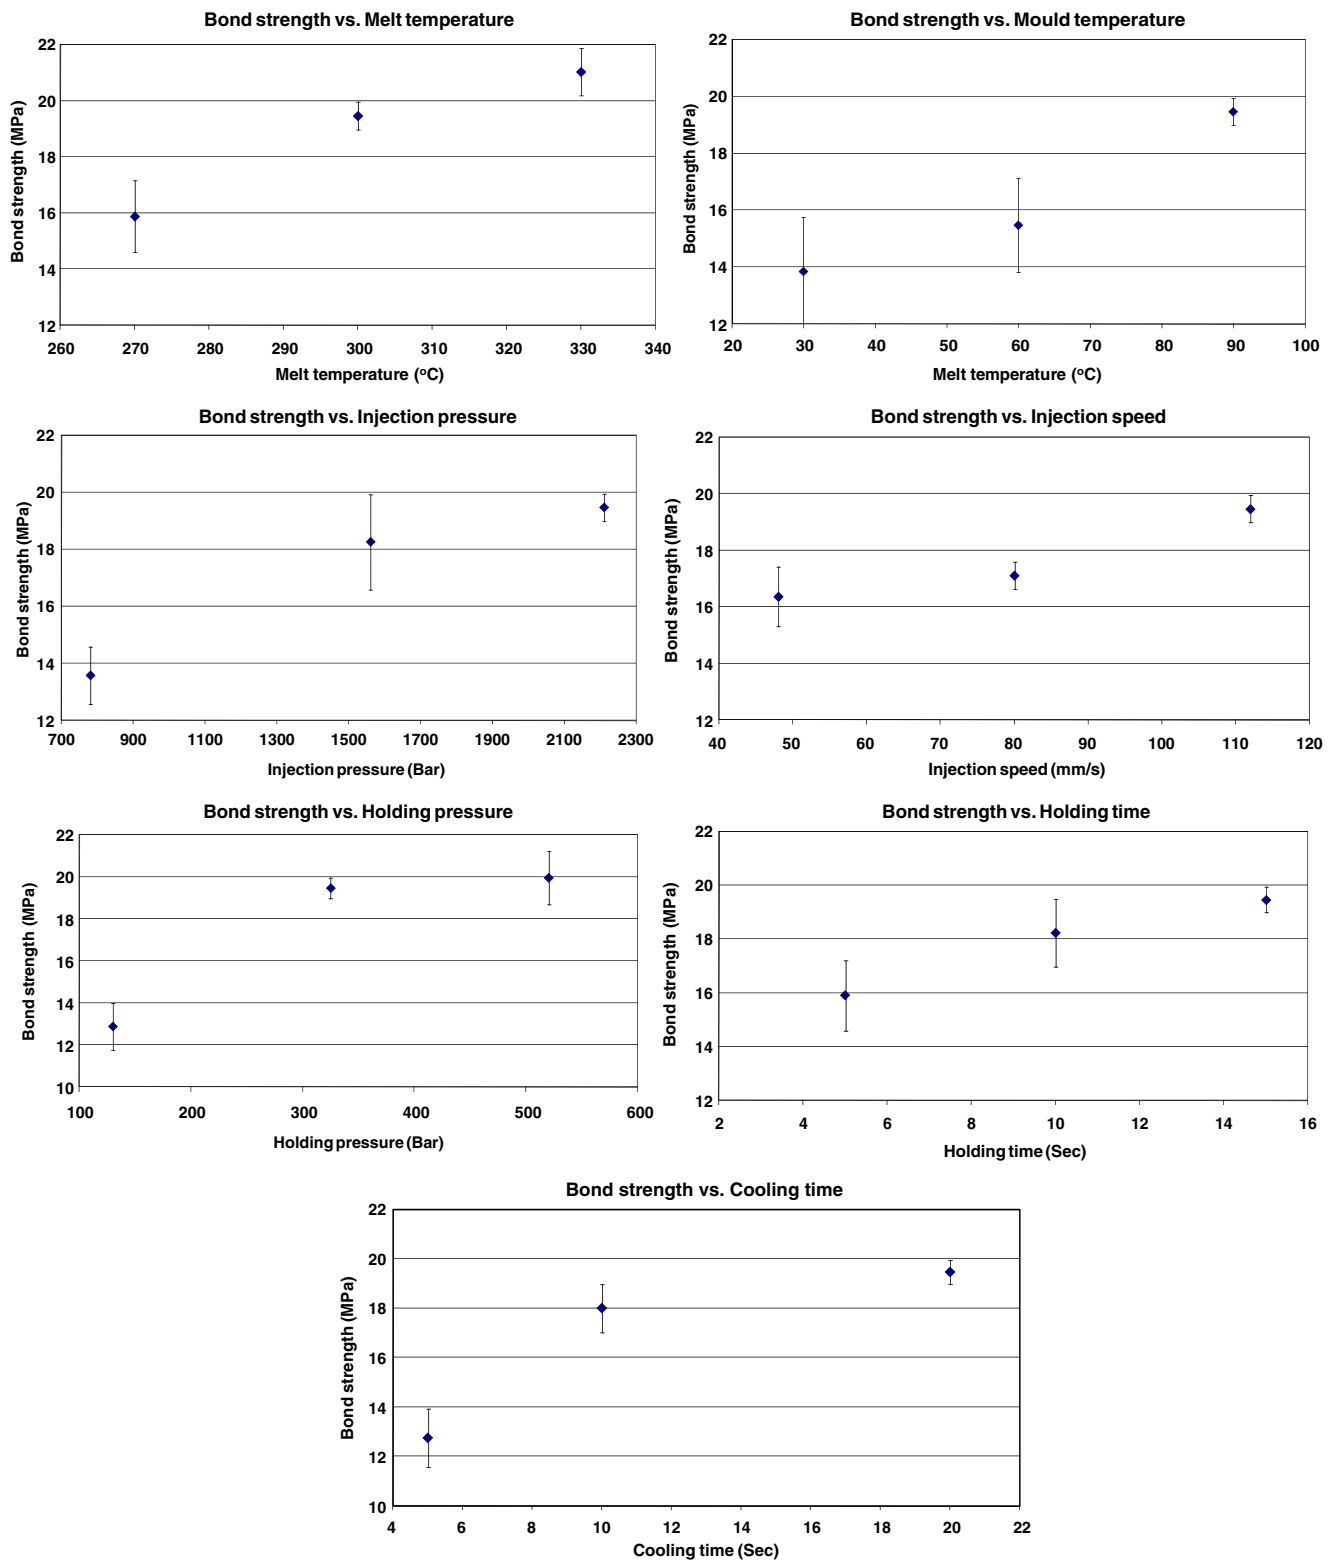 Bond strength vs. Melt temperature
22
20
18
16
14
12
Bond strength (MPa)
260 270 280 290 300 310 320 330 340
Melt temperature (ºC)
Bond strength vs. Mould temperature
22
20
18
16
14
12
Bond strength (MPa)
20 30 40 50 60 70 80 90 100
Melt temperature (ºC)
Bond strength vs. Injection pressure
22
20
18
16
14
12
Bond strength (MPa)
700 900 1100 1300 1500 1700 1900 2100 2300
Injection pressure (Bar)
Bond strength vs. Injection speed
22
20
18
16
14
12
Bond strength (MPa)
40 50 60 70 80 90 100 110 120
Injection speed (mm/s)
Bond strength vs. Holding pressure
22
20
18
16
14
12
10
Bond strength (MPa)
100 200 300 400 500 600
Holding pressure (Bar)
Bond strength vs. Holding time
22
20
18
16
14
12
Bond strength (MPa)
2 4 6 8 10 12 14 16
Holding time (Sec)
Bond strength vs. Cooling time
22
20
18
16
14
12
10
Bond strength (MPa)
4 6 8 10 12 14 16 18 20 22
Cooling time (Sec)